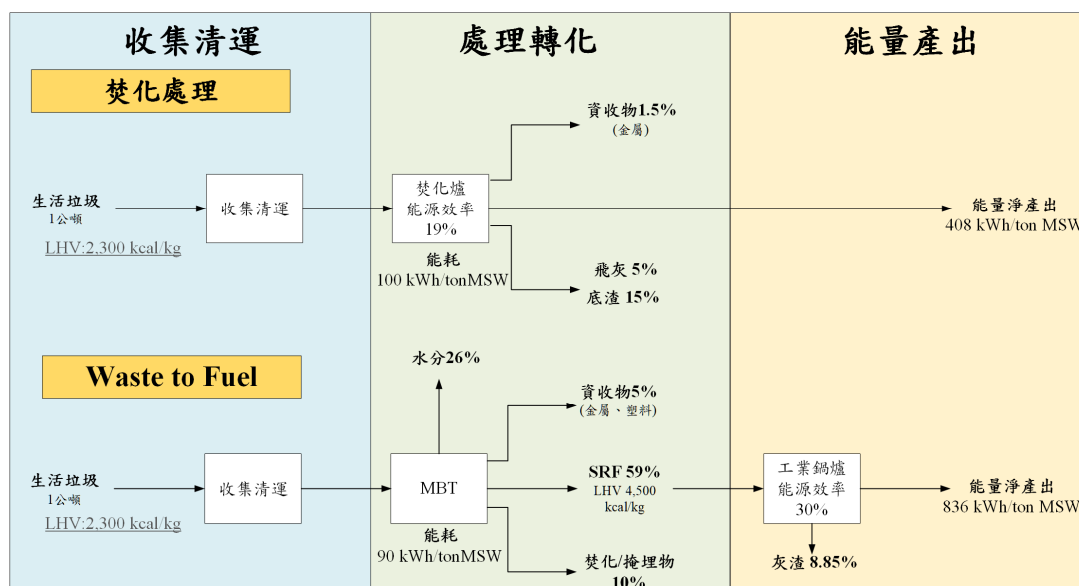 收集清運
處理轉化
能量產出
焚化處理
資收物1.5%
(金屬)
生活垃圾
1公噸
LHV:2,300 kcal/kg
收集清運
焚化爐
能源效率
19%
能耗
100 kWh/tonMSW
能量淨產出
408 kWh/ton MSW
飛灰 5%
底渣 15%
Waste to Fuel
水分26%
資收物5%
(金屬、塑料)
生活垃圾
1公噸
LHV:2,300 kcal/kg
收集清運
MBT
能耗
90 kWh/tonMSW
SRF 59%
LHV 4,500
kcal/kg
工業鍋爐
能源效率
30%
能量淨產出
836 kWh/ton MSW
焚化/掩埋物
10%
灰渣 8.85%